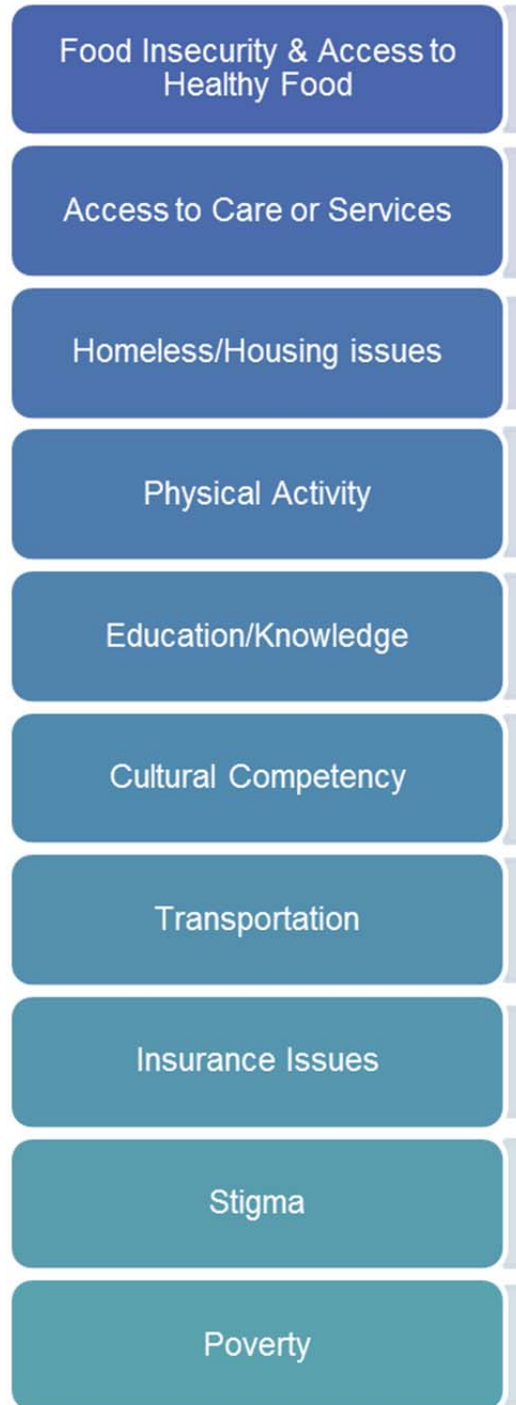 Food Insecurity & Access to
Healthy Food
Access to Care or Services
Homeless/Housing issues
Physical Activity
Education/Knowledge
Cultural Competency
Transportation
Insurance Issues
Stigma
Poverty